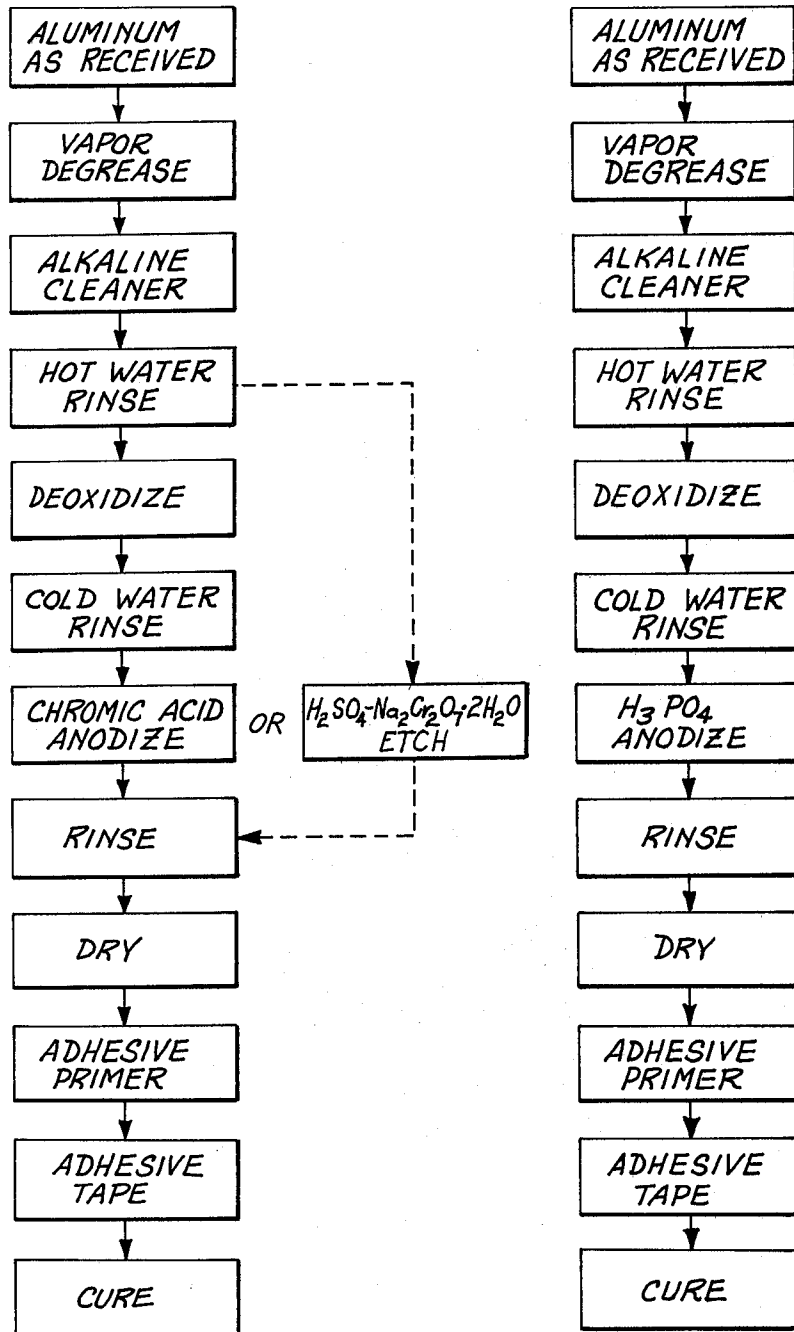 ALUMINUM
AS RECEIVED
VAPOR
DEGREASE
ALKALINE
CLEANER
HOT WATER
RINSE
DEOXIDIZE
COLD WATER
RINSE
CHROMIC ACID
ANODIZE
OR
H₂SO₄-Na₂Cr₂O₇·2H₂O
ETCH
RINSE
DRY
ADHESIVE
PRIMER
ADHESIVE
TAPE
CURE
ALUMINUM
AS RECEIVED
VAPOR
DEGREASE
ALKALINE
CLEANER
HOT WATER
RINSE
DEOXIDIZE
COLD WATER
RINSE
H₃PO₄
ANODIZE
RINSE
DRY
ADHESIVE
PRIMER
ADHESIVE
TAPE
CURE